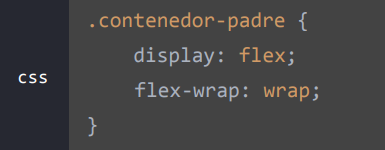 css
.contenedor-padre {
    display: flex;
    flex-wrap: wrap;
}